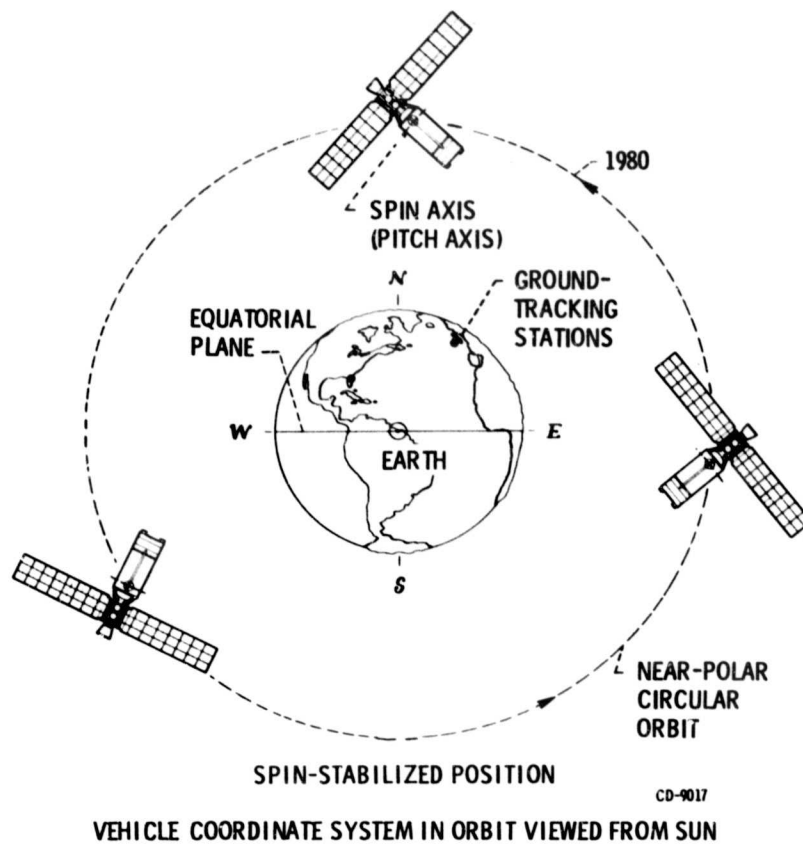 1980
SPIN AXIS
(PITCH AXIS)
N
GROUND-
TRACKING
STATIONS
EQUATORIAL
PLANE
W
E
EARTH
S
NEAR-POLAR
CIRCULAR
ORBIT
SPIN-STABILIZED POSITION
CD-9017
VEHICLE COORDINATE SYSTEM IN ORBIT VIEWED FROM SUN